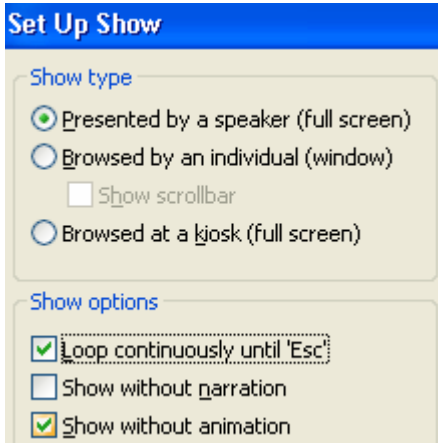 Set Up Show
Show type
Presented by a speaker (full screen)
Browsed by an individual (window)
Show scrollbar
Browsed at a kiosk (full screen)
Show options
Loop continuously until 'Esc'
Show without narration
Show without animation